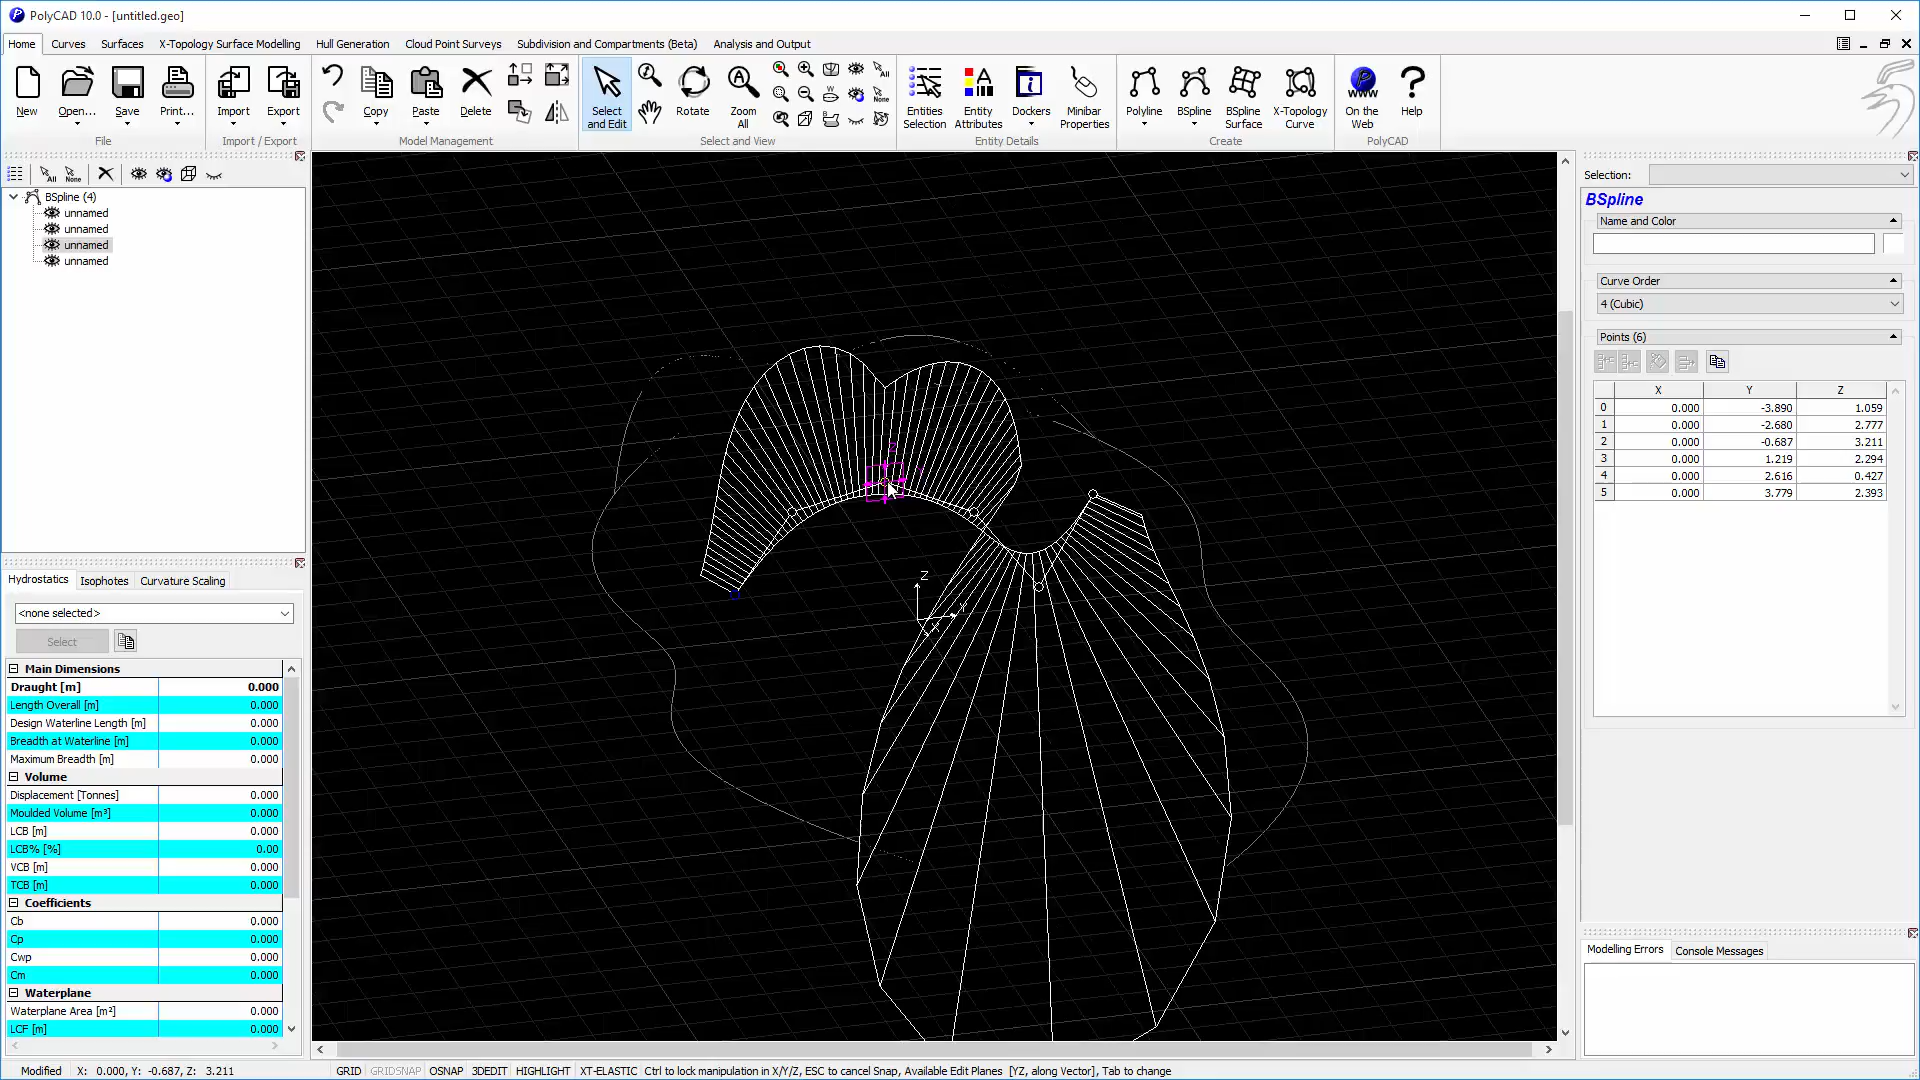 PolyCAD 10.0 - [untitled.geo]
Home Curves Surfaces X-Topology Surface Modelling Hull Generation Cloud Point Surveys Subdivision and Compartments (Beta) Analysis and Output
New Open... Save Print... Import Export Copy Paste Delete Select and Edit Rotate Zoom All Entities Selection Entity Attributes Dockers Minibar Properties Polyline BSpline BSpline Surface X-Topology Curve On the Web Help
File Import / Export Model Management Select and View Entity Details Create PolyCAD
Selection:
BSpline (4)
unnamed
unnamed
unnamed
unnamed
BSpline
Name and Color
Curve Order
4 (Cubic)
Points (6)
X Y Z
0 0.000 -3.890 1.059
1 0.000 -2.680 2.777
2 0.000 -0.687 3.211
3 0.000 1.219 2.294
4 0.000 2.616 0.427
5 0.000 3.779 2.393
Z
Z
Y
X
Hydrostatics Isophotes Curvature Scaling
<none selected>
Select
Main Dimensions
Draught [m] 0.000
Length Overall [m] 0.000
Design Waterline Length [m] 0.000
Breadth at Waterline [m] 0.000
Maximum Breadth [m] 0.000
Volume
Displacement [Tonnes] 0.000
Moulded Volume [m³] 0.000
LCB [m] 0.000
LCB% [%] 0.00
VCB [m] 0.000
TCB [m] 0.000
Coefficients
Cb 0.000
Cp 0.000
Cwp 0.000
Cm 0.000
Waterplane
Waterplane Area [m²] 0.000
LCF [m] 0.000
Modelling Errors Console Messages
Modified X: 0.000, Y: -0.687, Z: 3.211 GRID GRIDSNAP OSNAP 3DEDIT HIGHLIGHT XT-ELASTIC Ctrl to lock manipulation in X/Y/Z, ESC to cancel Snap, Available Edit Planes [YZ, along Vector], Tab to change